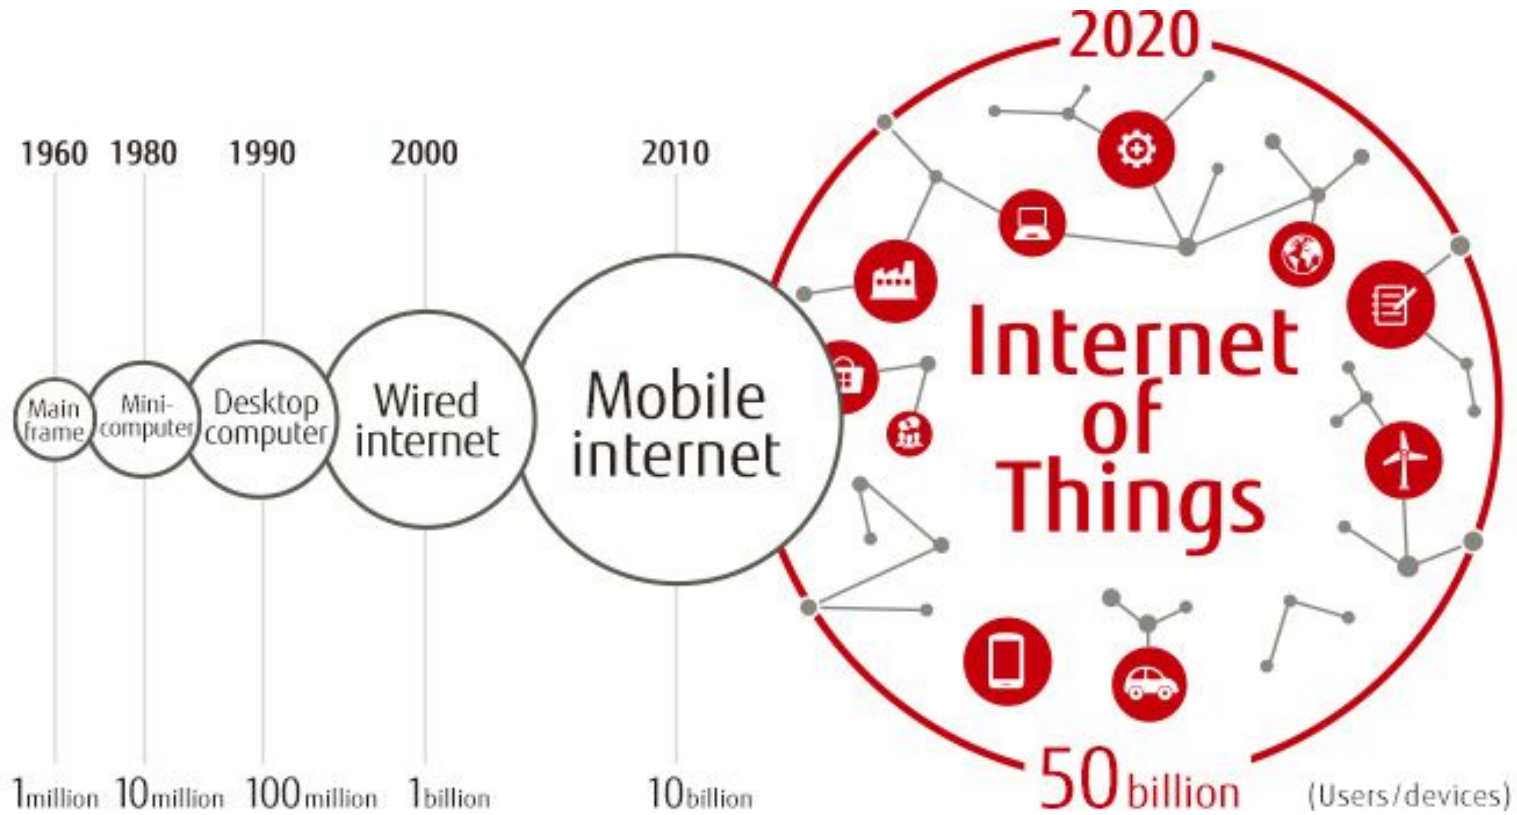 2020
1960
1980
1990
2000
2010
Main
frame
Mini-
computer
Desktop
computer
Wired
internet
Mobile
internet
Internet
of
Things
1million
10million
100million
1billion
10billion
50billion
(Users/devices)